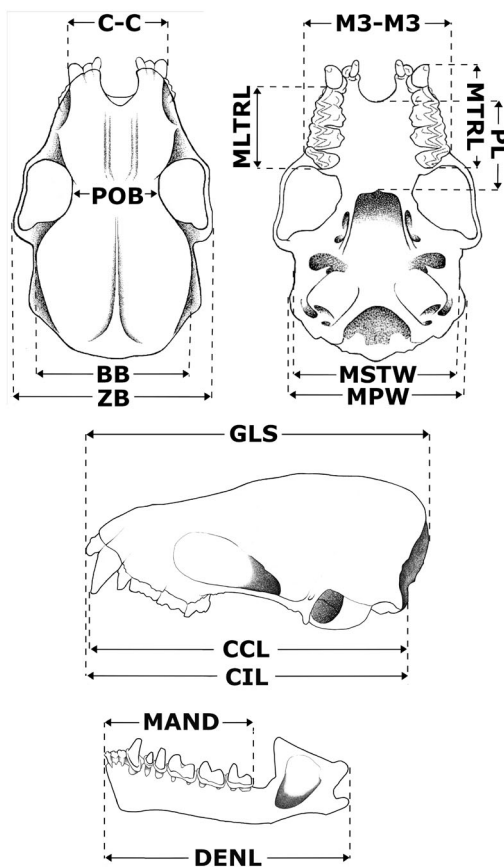 C-C
M3-M3
MLTRL
MTRL
PL
POB
BB
ZB
MSTW
MPW
GLS
CCL
CIL
MAND
DENL